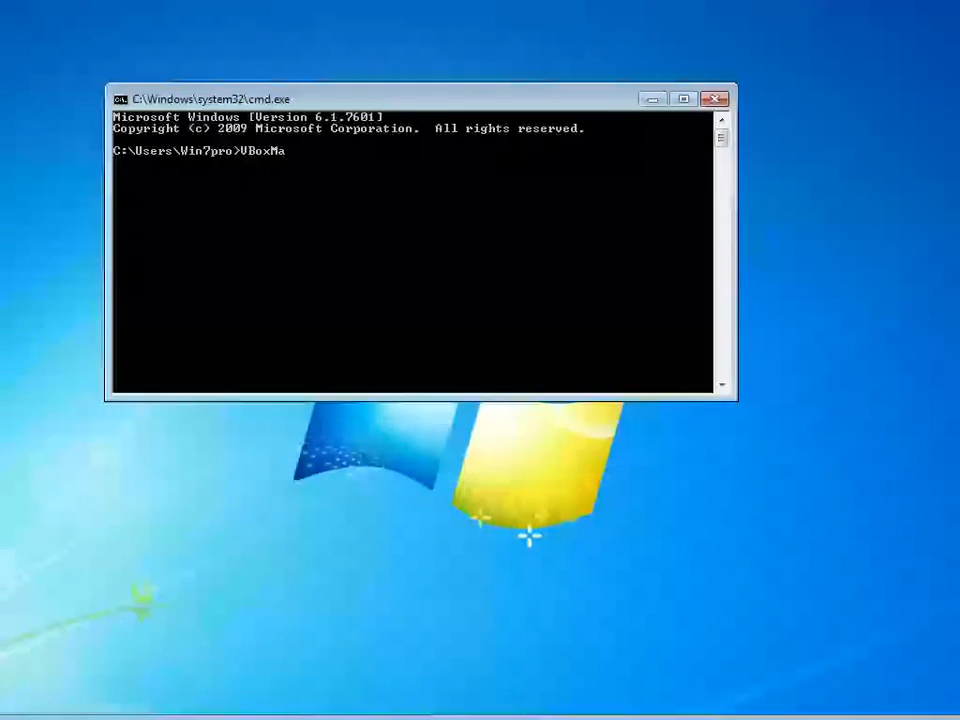 C:\Windows\system32\cmd.exe
Microsoft Windows [Version 6.1.7601]
Copyright (c) 2009 Microsoft Corporation.  All rights reserved.
C:\Users\Win7pro>VBoxMa